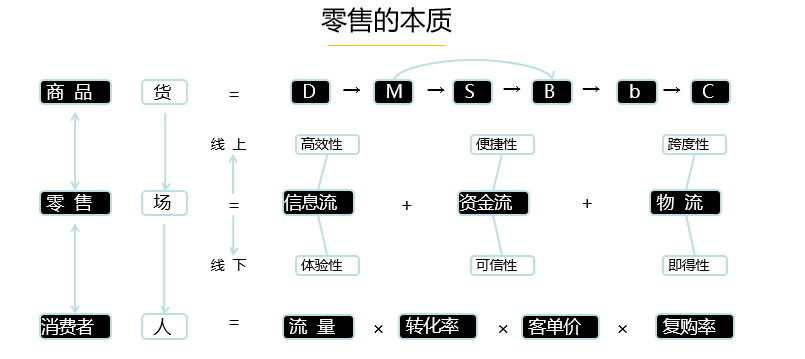 零售的本质
商 品 货 = D → M → S → B → b → C
线 上 高效性 便捷性 跨度性
零 售 场 = 信息流 + 资金流 + 物 流
线 下 体验性 可信性 即得性
消费者 人 = 流 量 × 转化率 × 客单价 × 复购率